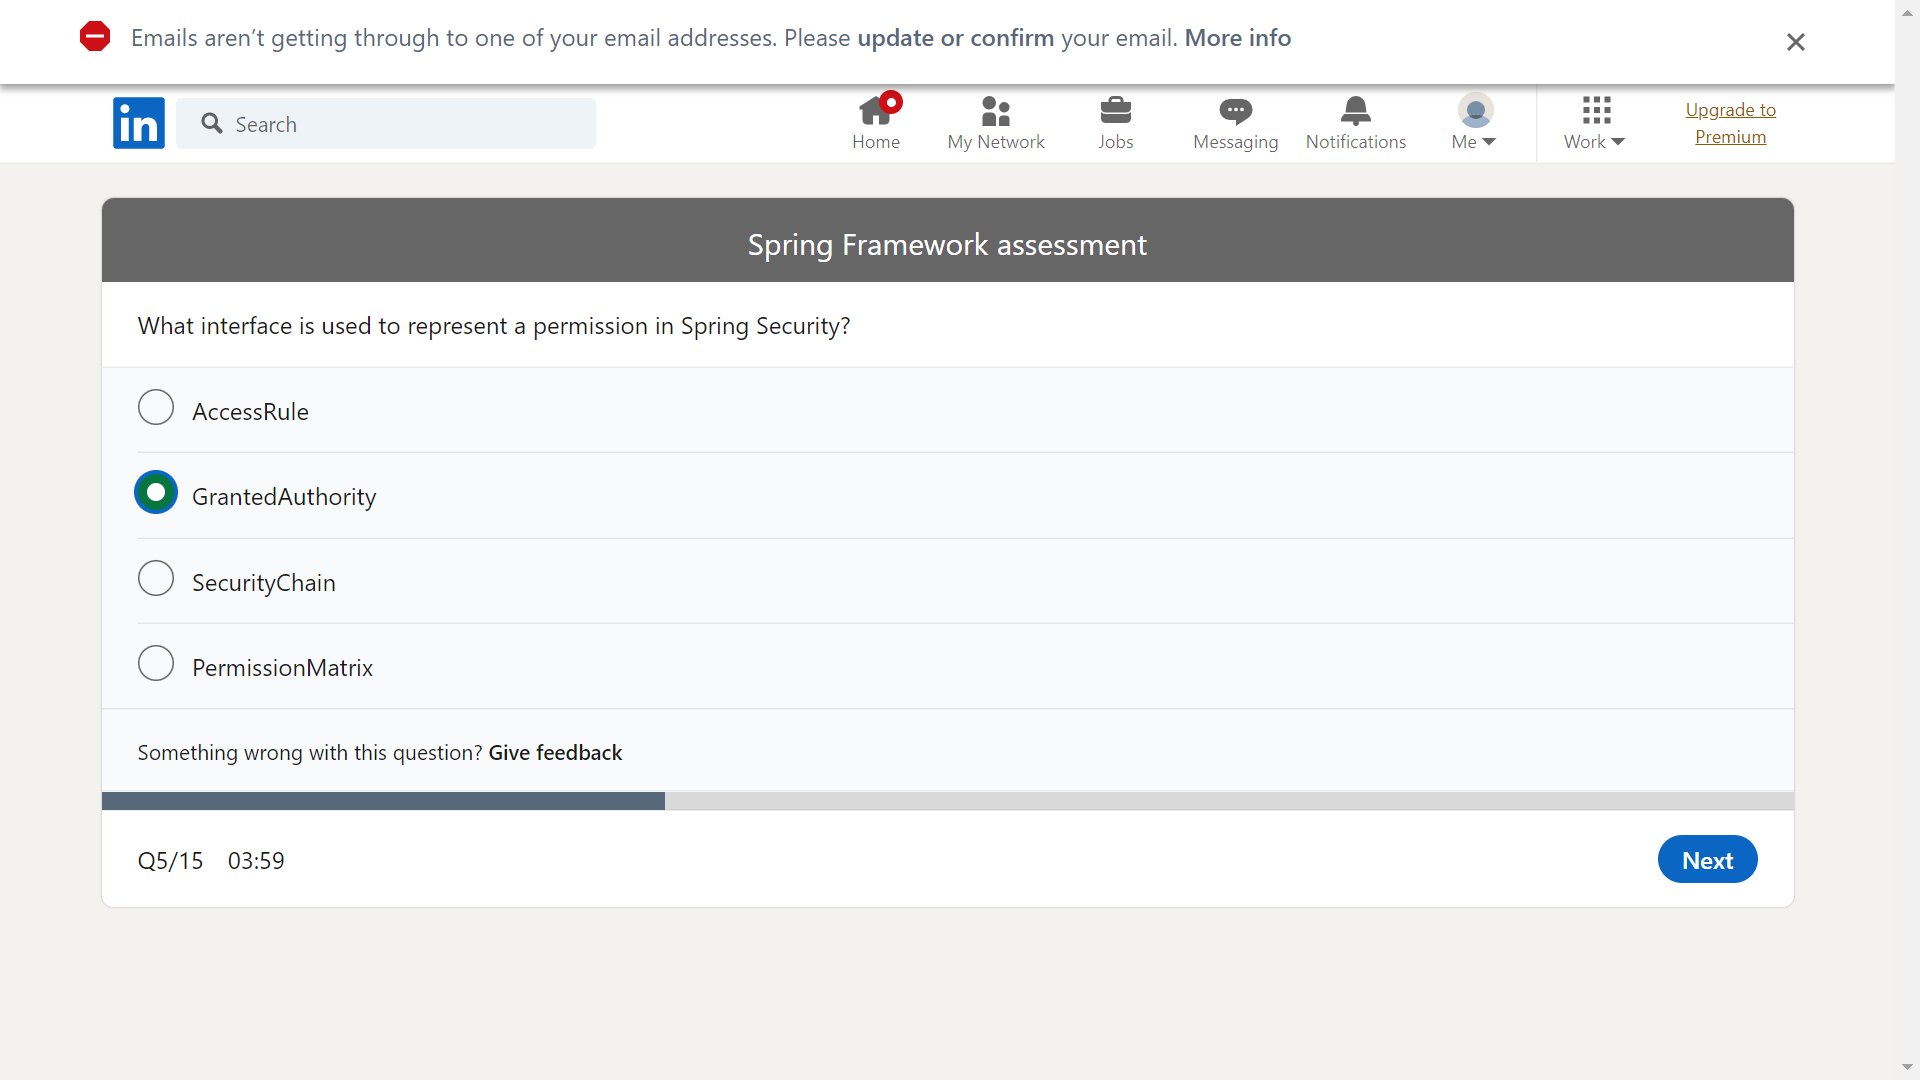 Emails aren't getting through to one of your email addresses. Please update or confirm your email. More info
in
Search
Home
My Network
Jobs
Messaging
Notifications
Me
Work
Upgrade to
Premium
Spring Framework assessment
What interface is used to represent a permission in Spring Security?
AccessRule
GrantedAuthority
SecurityChain
PermissionMatrix
Something wrong with this question? Give feedback
Q5/15 03:59
Next